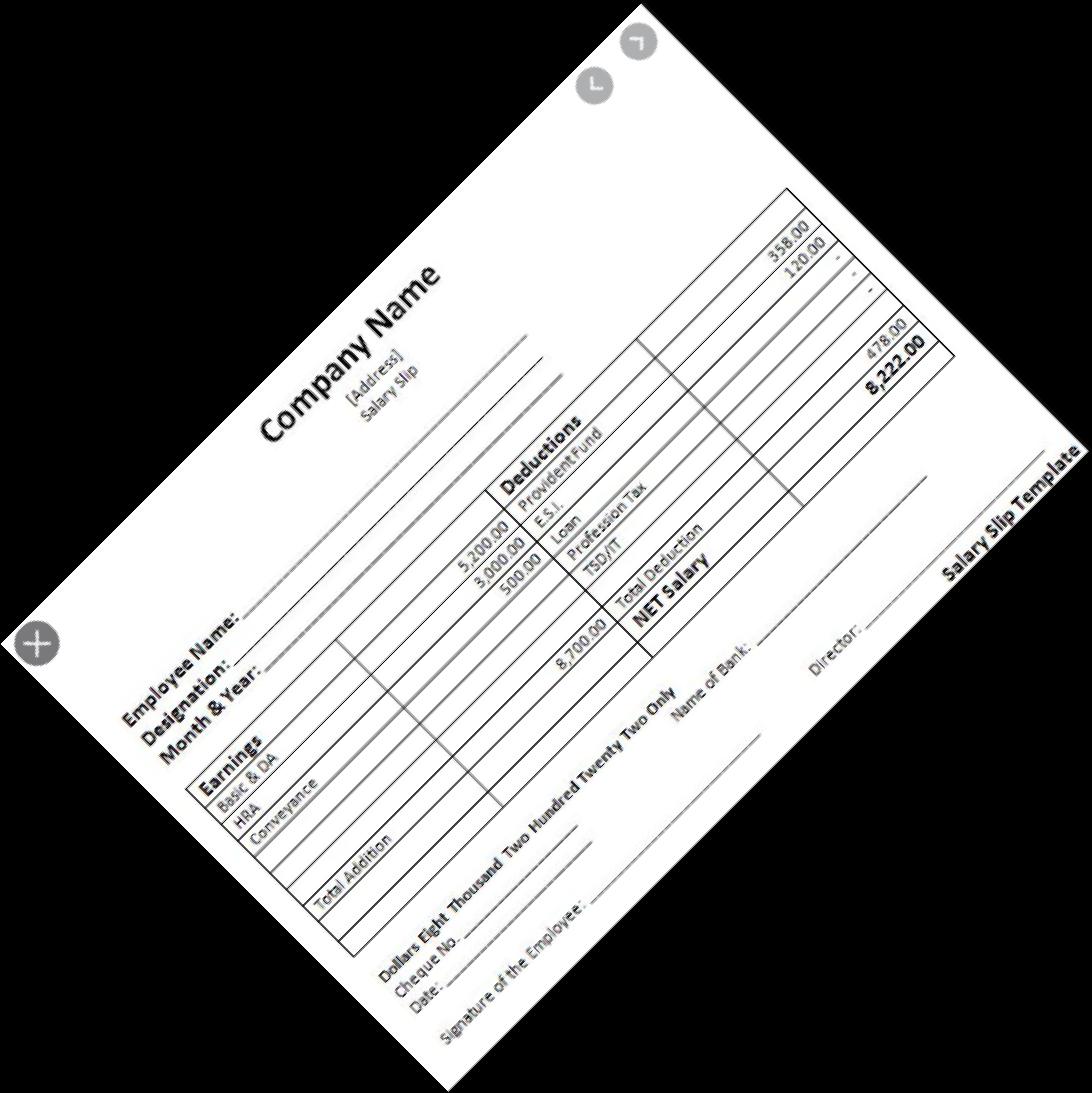 Company Name
[Address]
Salary Slip
Employee Name:
Designation:
Month & Year:
Earnings Deductions
Basic & DA 5,200.00 Provident Fund 358.00
HRA 3,000.00 E.S.I. 120.00
Conveyance 500.00 Loan -
Profession Tax -
TSD/IT -
Total Addition 8,700.00 Total Deduction 478.00
NET Salary 8,222.00
Dollars Eight Thousand Two Hundred Twenty Two Only
Cheque No. Name of Bank:
Date:
Signature of the Employee: Director:
Salary Slip Template